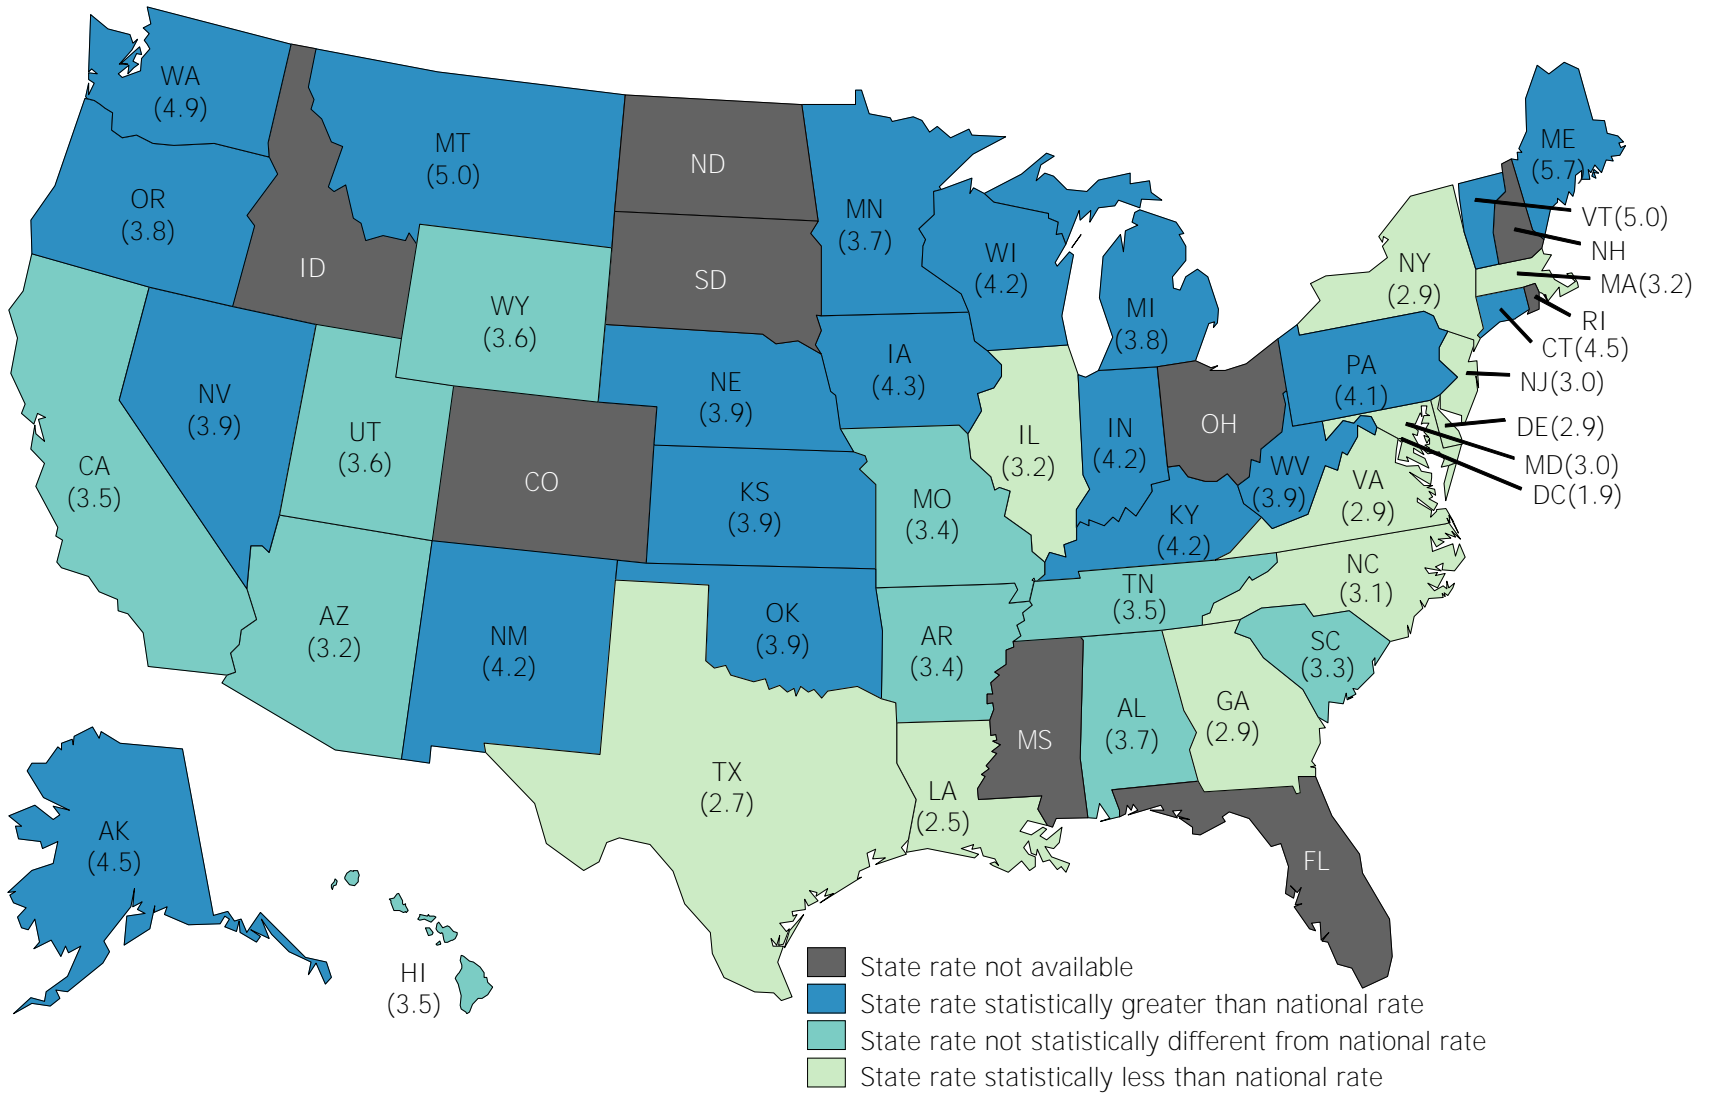 WA
(4.9)
MT
(5.0)
ND
OR
(3.8)
ID
SD
WY
(3.6)
MN
(3.7)
WI
(4.2)
MI
(3.8)
ME
(5.7)
VT(5.0)
NH
NY
(2.9)
MA(3.2)
RI
CT(4.5)
NJ(3.0)
DE(2.9)
MD(3.0)
DC(1.9)
IA
(4.3)
NE
(3.9)
NV
(3.9)
UT
(3.6)
CA
(3.5)
CO
PA
(4.1)
OH
IN
(4.2)
IL
(3.2)
WV
(3.9)
VA
(2.9)
KS
(3.9)
MO
(3.4)
KY
(4.2)
TN
(3.5)
NC
(3.1)
AZ
(3.2)
NM
(4.2)
OK
(3.9)
AR
(3.4)
SC
(3.3)
GA
(2.9)
AL
(3.7)
MS
TX
(2.7)
LA
(2.5)
FL
AK
(4.5)
HI
(3.5)
State rate not available
State rate statistically greater than national rate
State rate not statistically different from national rate
State rate statistically less than national rate